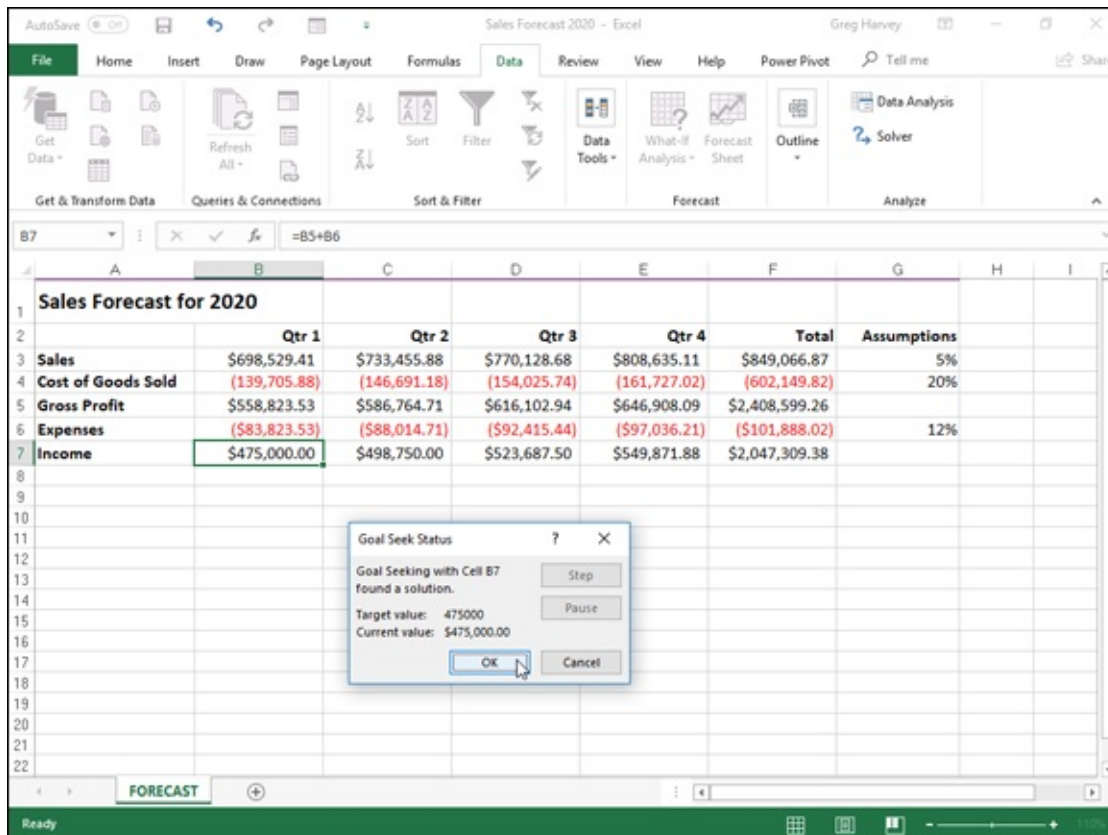 AutoSave Off Sales Forecast 2020 - Excel Greg Harvey
File Home Insert Draw Page Layout Formulas Data Review View Help Power Pivot Tell me Shar
Get Data Refresh All Sort Filter Data Tools What-If Analysis Forecast Sheet Outline Data Analysis Solver
Get & Transform Data Queries & Connections Sort & Filter Forecast Analyze
B7 fx =B5+B6
A B C D E F G H I
1 Sales Forecast for 2020
2 Qtr 1 Qtr 2 Qtr 3 Qtr 4 Total Assumptions
3 Sales $698,529.41 $733,455.88 $770,128.68 $808,635.11 $849,066.87 5%
4 Cost of Goods Sold (139,705.88) (146,691.18) (154,025.74) (161,727.02) (602,149.82) 20%
5 Gross Profit $558,823.53 $586,764.71 $616,102.94 $646,908.09 $2,408,599.26
6 Expenses ($83,823.53) ($88,014.71) ($92,415.44) ($97,036.21) ($101,888.02) 12%
7 Income $475,000.00 $498,750.00 $523,687.50 $549,871.88 $2,047,309.38
8
9
10
11 Goal Seek Status ?
12 Goal Seeking with Cell B7 Step
13 found a solution.
14 Pause
15 Target value: 475000
16 Current value: $475,000.00
17 OK Cancel
18
19
20
21
22
FORECAST
Ready 110%